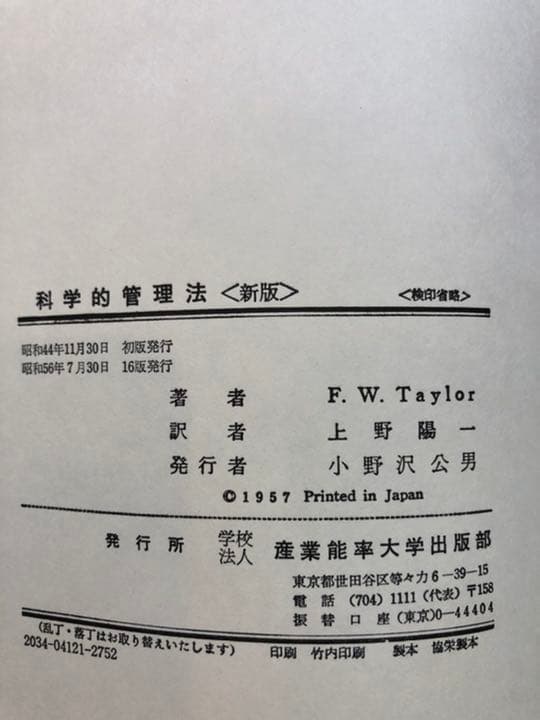 科学的管理法〈新版〉 〈検印省略〉
昭和44年11月30日 初版発行
昭和56年7月30日 16版発行
著者 F. W. Taylor
訳者 上野陽一
発行者 小野沢公男
©1957 Printed in Japan
発行所 学校法人 産業能率大学出版部
東京都世田谷区等々力6-39-15
電話 (704) 1111 (代表) 〒158
振替口座 (東京)0-44404
(乱丁・落丁はお取り替えいたします)
2034-04121-2752 印刷 竹内印刷 製本 協栄製本